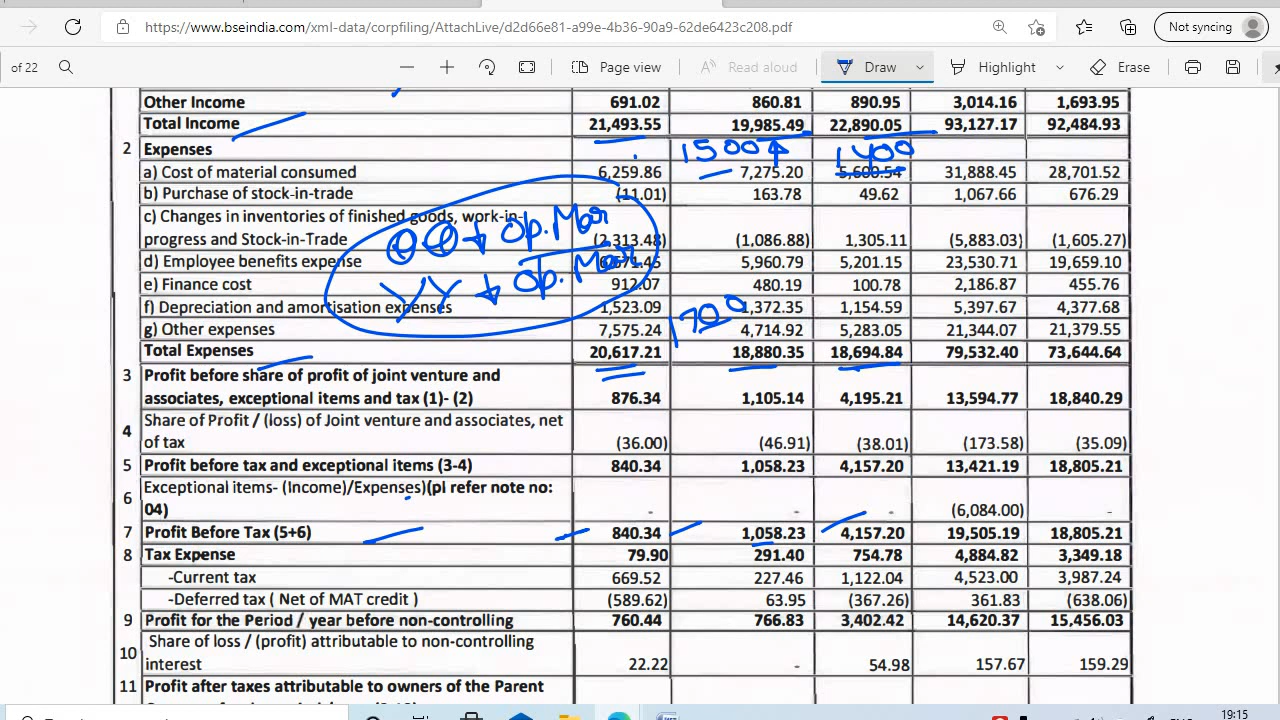 https://www.bseindia.com/xml-data/corpfiling/AttachLive/d2d66e81-a99e-4b36-90a9-62de6423c208.pdf Not syncing
of 22 Page view Read aloud Draw Highlight Erase
Other Income 691.02 860.81 890.95 3,014.16 1,693.95
Total Income 21,493.55 19,985.49 22,890.05 93,127.17 92,484.93
2 Expenses
1500↑ 1400
a) Cost of material consumed 6,259.86 7,275.20 5,600.54 31,888.45 28,701.52
b) Purchase of stock-in-trade (11.01) 163.78 49.62 1,067.66 676.29
c) Changes in inventories of finished goods, work-in-
progress and Stock-in-Trade (2,313.48) (1,086.88) 1,305.11 (5,883.03) (1,605.27)
QQ ↓ Op. Mar
d) Employee benefits expense 5,960.79 5,201.15 23,530.71 19,659.10
YY ↓ Op. Mar
e) Finance cost 912.07 480.19 100.78 2,186.87 455.76
f) Depreciation and amortisation expenses 1,523.09 1,372.35 1,154.59 5,397.67 4,377.68
1700
g) Other expenses 7,575.24 4,714.92 5,283.05 21,344.07 21,379.55
Total Expenses 20,617.21 18,880.35 18,694.84 79,532.40 73,644.64
3 Profit before share of profit of joint venture and
associates, exceptional items and tax (1)- (2) 876.34 1,105.14 4,195.21 13,594.77 18,840.29
4 Share of Profit / (loss) of Joint venture and associates, net
of tax (36.00) (46.91) (38.01) (173.58) (35.09)
5 Profit before tax and exceptional items (3-4) 840.34 1,058.23 4,157.20 13,421.19 18,805.21
6 Exceptional items- (Income)/Expenses)(pl refer note no:
04) - - - (6,084.00) -
7 Profit Before Tax (5+6) 840.34 1,058.23 4,157.20 19,505.19 18,805.21
8 Tax Expense 79.90 291.40 754.78 4,884.82 3,349.18
-Current tax 669.52 227.46 1,122.04 4,523.00 3,987.24
-Deferred tax ( Net of MAT credit ) (589.62) 63.95 (367.26) 361.83 (638.06)
9 Profit for the Period / year before non-controlling 760.44 766.83 3,402.42 14,620.37 15,456.03
10 Share of loss / (profit) attributable to non-controlling
interest 22.22 - 54.98 157.67 159.29
11 Profit after taxes attributable to owners of the Parent
19:15